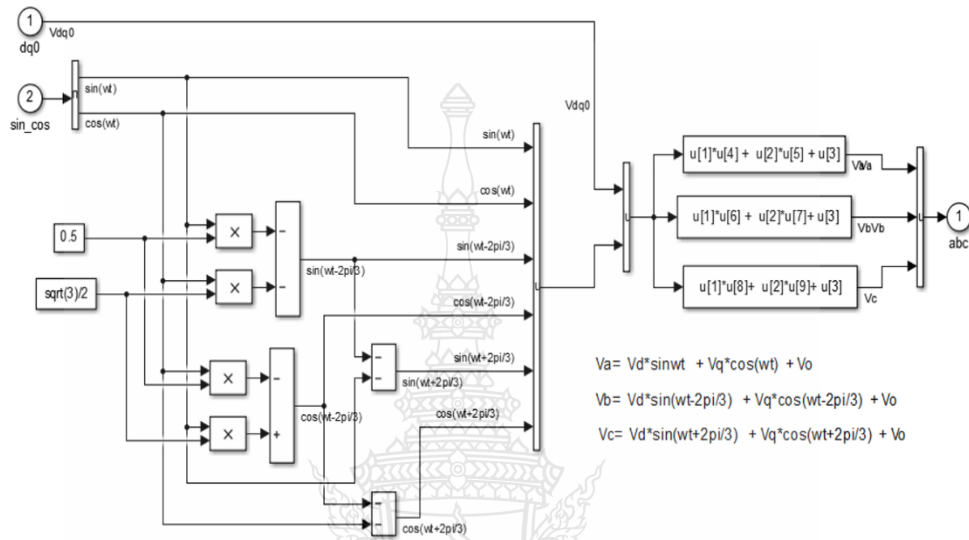 1
Vdq0
dq0
2
sin_cos
sin(wt)
cos(wt)
0.5
sqrt(3)/2
×
−
×
−
sin(wt-2pi/3)
×
−
×
+
cos(wt-2pi/3)
−
−
sin(wt+2pi/3)
−
−
cos(wt+2pi/3)
sin(wt)
cos(wt)
sin(wt-2pi/3)
cos(wt-2pi/3)
sin(wt+2pi/3)
cos(wt+2pi/3)
Vdq0
u[1]*u[4] + u[2]*u[5] + u[3]
u[1]*u[6] + u[2]*u[7]+ u[3]
VbVb
u[1]*u[8]+ u[2]*u[9]+ u[3]
Vc
1
abc
Va= Vd*sinwt + Vq*cos(wt) + Vo
Vb= Vd*sin(wt-2pi/3) + Vq*cos(wt-2pi/3) + Vo
Vc= Vd*sin(wt+2pi/3) + Vq*cos(wt+2pi/3) + Vo